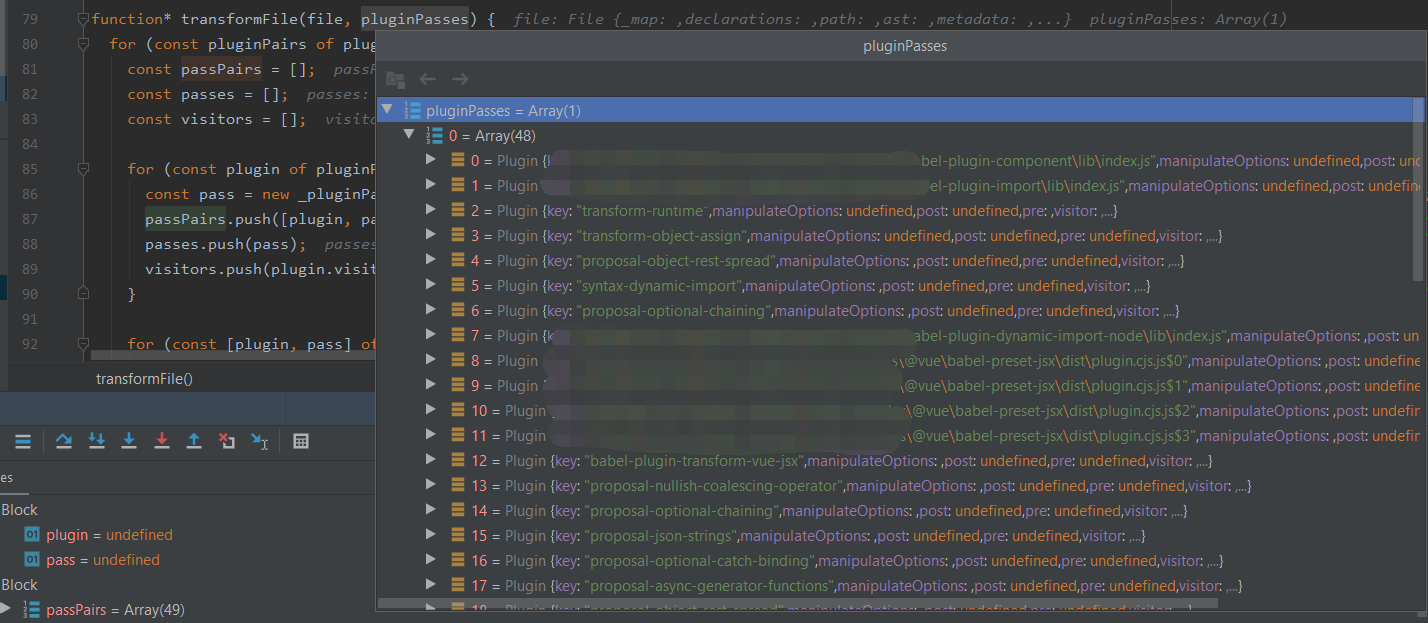 79 function* transformFile(file, pluginPasses) { file: File {_map: ,declarations: ,path: ,ast: ,metadata: ,...} pluginPasses: Array(1)
80 for (const pluginPairs of plug
81 const passPairs = []; passP
82 const passes = []; passes:
83 const visitors = []; visito
84
85 for (const plugin of pluginP
86 const pass = new _pluginPa
87 passPairs.push([plugin, pa
88 passes.push(pass); passes
89 visitors.push(plugin.visit
90 }
91
92 for (const [plugin, pass] of
transformFile()
pluginPasses
pluginPasses = Array(1)
0 = Array(48)
0 = Plugin {k bel-plugin-component\lib\index.js",manipulateOptions: undefined,post: und
1 = Plugin el-plugin-import\lib\index.js",manipulateOptions: undefined,post: undefin
2 = Plugin {key: "transform-runtime",manipulateOptions: undefined,post: undefined,pre: ,visitor: ,...}
3 = Plugin {key: "transform-object-assign",manipulateOptions: undefined,post: undefined,pre: undefined,visitor: ,...}
4 = Plugin {key: "proposal-object-rest-spread",manipulateOptions: ,post: undefined,pre: undefined,visitor: ,...}
5 = Plugin {key: "syntax-dynamic-import",manipulateOptions: ,post: undefined,pre: undefined,visitor: ,...}
6 = Plugin {key: "proposal-optional-chaining",manipulateOptions: ,post: undefined,pre: undefined,visitor: ,...}
7 = Plugin {k abel-plugin-dynamic-import-node\lib\index.js",manipulateOptions: ,post: un
8 = Plugin s\@vue\babel-preset-jsx\dist\plugin.cjs.js$0",manipulateOptions: ,post: undefine
9 = Plugin \@vue\babel-preset-jsx\dist\plugin.cjs.js$1",manipulateOptions: ,post: undefine
10 = Plugin \@vue\babel-preset-jsx\dist\plugin.cjs.js$2",manipulateOptions: ,post: undefin
11 = Plugin s\@vue\babel-preset-jsx\dist\plugin.cjs.js$3",manipulateOptions: ,post: undefin
12 = Plugin {key: "babel-plugin-transform-vue-jsx",manipulateOptions: ,post: undefined,pre: undefined,visitor: ,...}
13 = Plugin {key: "proposal-nullish-coalescing-operator",manipulateOptions: ,post: undefined,pre: undefined,visitor: ,...}
14 = Plugin {key: "proposal-optional-chaining",manipulateOptions: ,post: undefined,pre: undefined,visitor: ,...}
15 = Plugin {key: "proposal-json-strings",manipulateOptions: ,post: undefined,pre: undefined,visitor: ,...}
16 = Plugin {key: "proposal-optional-catch-binding",manipulateOptions: ,post: undefined,pre: undefined,visitor: ,...}
17 = Plugin {key: "proposal-async-generator-functions",manipulateOptions: ,post: undefined,pre: undefined,visitor: ,...}
18 = Plugin {key: "proposal-object-rest-spread",manipulateOptions: ,post: undefined,pre: undefined,visitor: ,...}
es
Block
plugin = undefined
pass = undefined
Block
passPairs = Array(49)